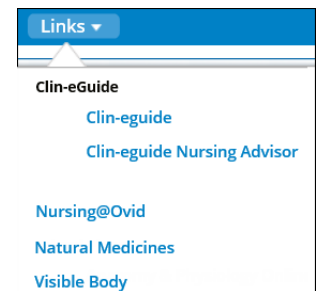 Links
Clin-eGuide
Clin-eguide
Clin-eguide Nursing Advisor
Nursing@Ovid
Natural Medicines
Visible Body